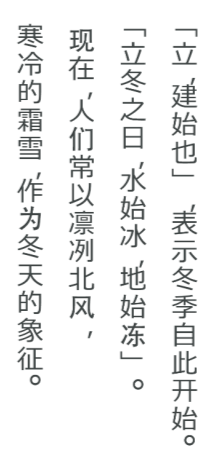 「立，建始也」，表示冬季自此开始。
「立冬之日，水始冰，地始冻」。
现在，人们常以凛冽北风，
寒冷的霜雪，作为冬天的象征。